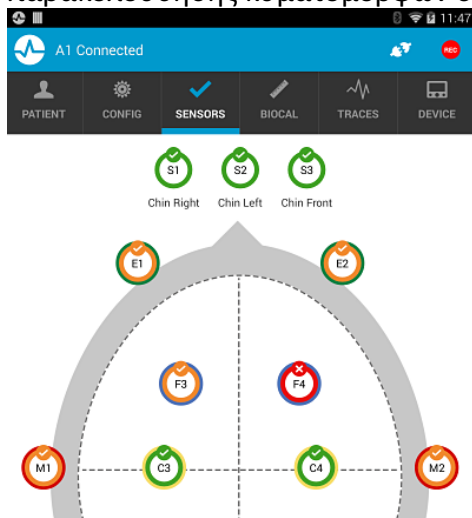 11:47
A1 Connected
REC
PATIENT CONFIG SENSORS BIOCAL TRACES DEVICE
S1 S2 S3
Chin Right Chin Left Chin Front
E1 E2
F3 F4
M1 C3 C4 M2